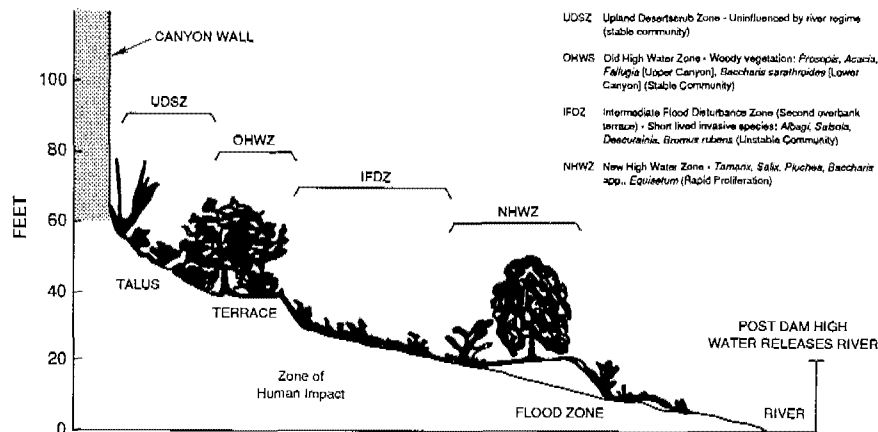 UDSZ Upland Desertscrub Zone - Uninfluenced by river regime
(stable community)
OHWS Old High Water Zone - Woody vegetation: Prosopis, Acacia,
Fallugia [Upper Canyon], Baccharis sarathroides [Lower
Canyon] (Stable Community)
IFDZ Intermediate Flood Disturbance Zone (Second overbank
terrace) - Short lived invasive species: Alhagi, Salsola,
Descurainia, Bromus rubens (Unstable Community)
NHWZ New High Water Zone - Tamarix, Salix, Pluchea, Baccharis
spp., Equisetum (Rapid Proliferation)
CANYON WALL
UDSZ
OHWZ
IFDZ
NHWZ
FEET
100
80
60
40
20
0
TALUS
TERRACE
Zone of
Human Impact
FLOOD ZONE
POST DAM HIGH
WATER RELEASES RIVER
RIVER